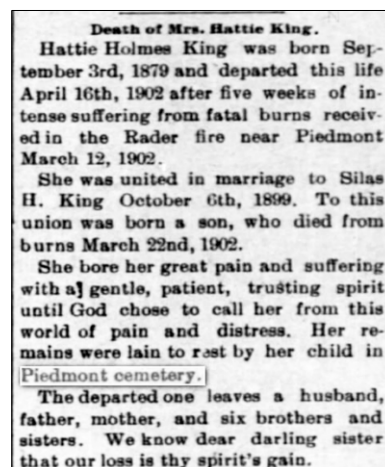 Death of Mrs. Hattie King.
Hattie Holmes King was born Sep-
tember 3rd, 1879 and departed this life
April 16th, 1902 after five weeks of in-
tense suffering from fatal burns receiv-
ed in the Rader fire near Piedmont
March 12, 1902.
She was united in marriage to Silas
H. King October 6th, 1899. To this
union was born a son, who died from
burns March 22nd, 1902.
She bore her great pain and suffering
with a] gentle, patient, trusting spirit
until God chose to call her from this
world of pain and distress. Her re-
mains were lain to rest by her child in
Piedmont cemetery.
The departed one leaves a husband,
father, mother, and six brothers and
sisters. We know dear darling sister
that our loss is thy spirit's gain.